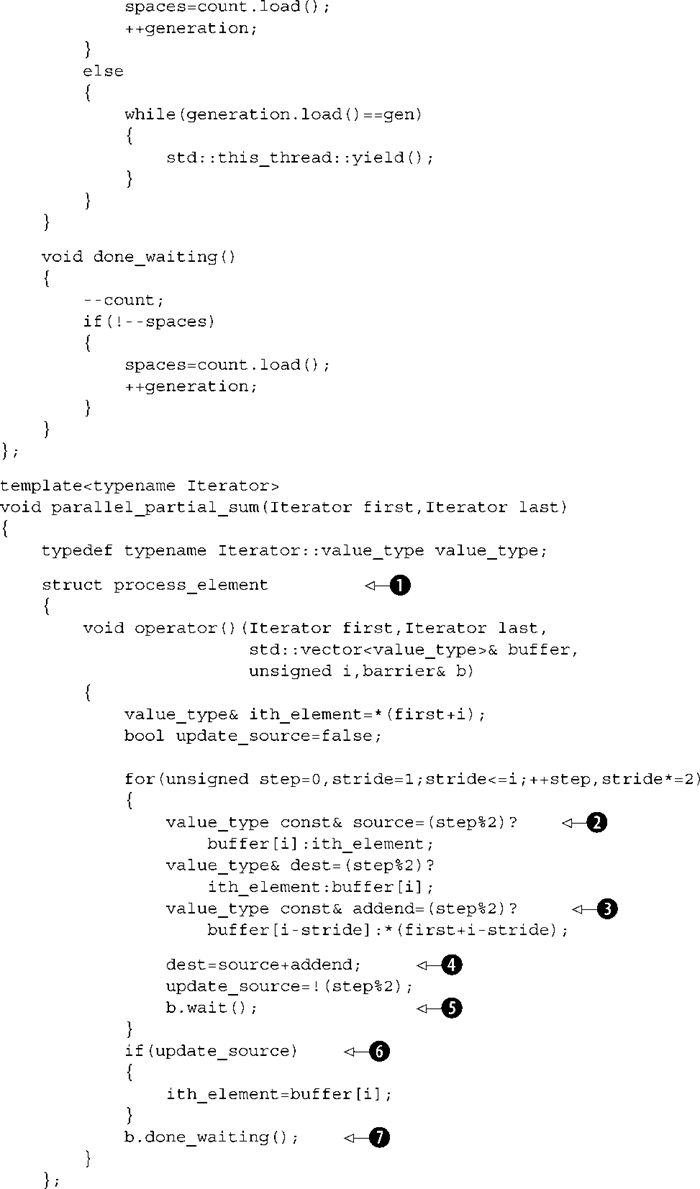 spaces=count.load();
++generation;
}
else
{
while(generation.load()==gen)
{
std::this_thread::yield();
}
}
}
void done_waiting()
{
--count;
if(!--spaces)
{
spaces=count.load();
++generation;
}
}
};
template<typename Iterator>
void parallel_partial_sum(Iterator first,Iterator last)
{
typedef typename Iterator::value_type value_type;
struct process_element 1
{
void operator()(Iterator first,Iterator last,
std::vector<value_type>& buffer,
unsigned i,barrier& b)
{
value_type& ith_element=*(first+i);
bool update_source=false;
for(unsigned step=0,stride=1;stride<=i;++step,stride*=2)
{
value_type const& source=(step%2)? 2
buffer[i]:ith_element;
value_type& dest=(step%2)?
ith_element:buffer[i];
value_type const& addend=(step%2)? 3
buffer[i-stride]:*(first+i-stride);
dest=source+addend; 4
update_source=!(step%2);
b.wait(); 5
}
if(update_source) 6
{
ith_element=buffer[i];
}
b.done_waiting(); 7
}
};